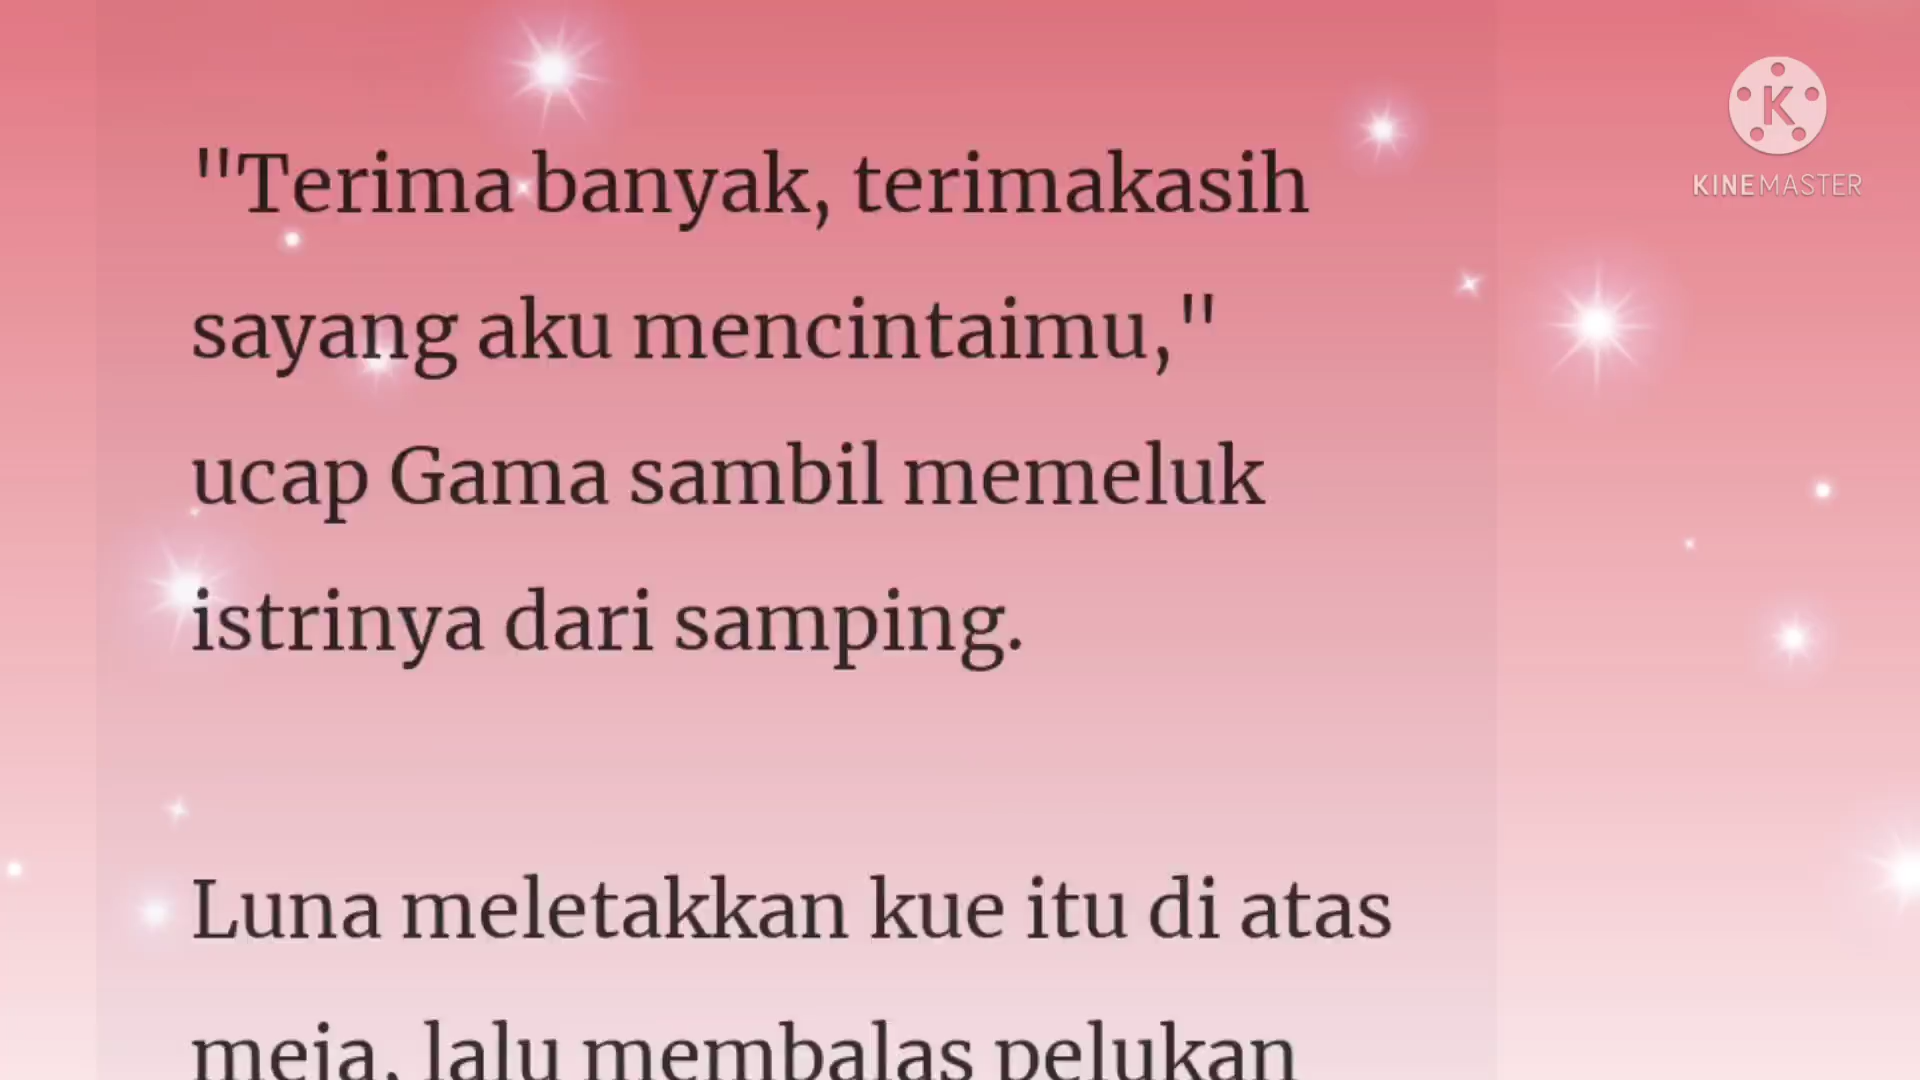 "Terima banyak, terimakasih
sayang aku mencintaimu,"
ucap Gama sambil memeluk
istrinya dari samping.
Luna meletakkan kue itu di atas
meja, lalu membalas pelukan
K
KINEMASTER